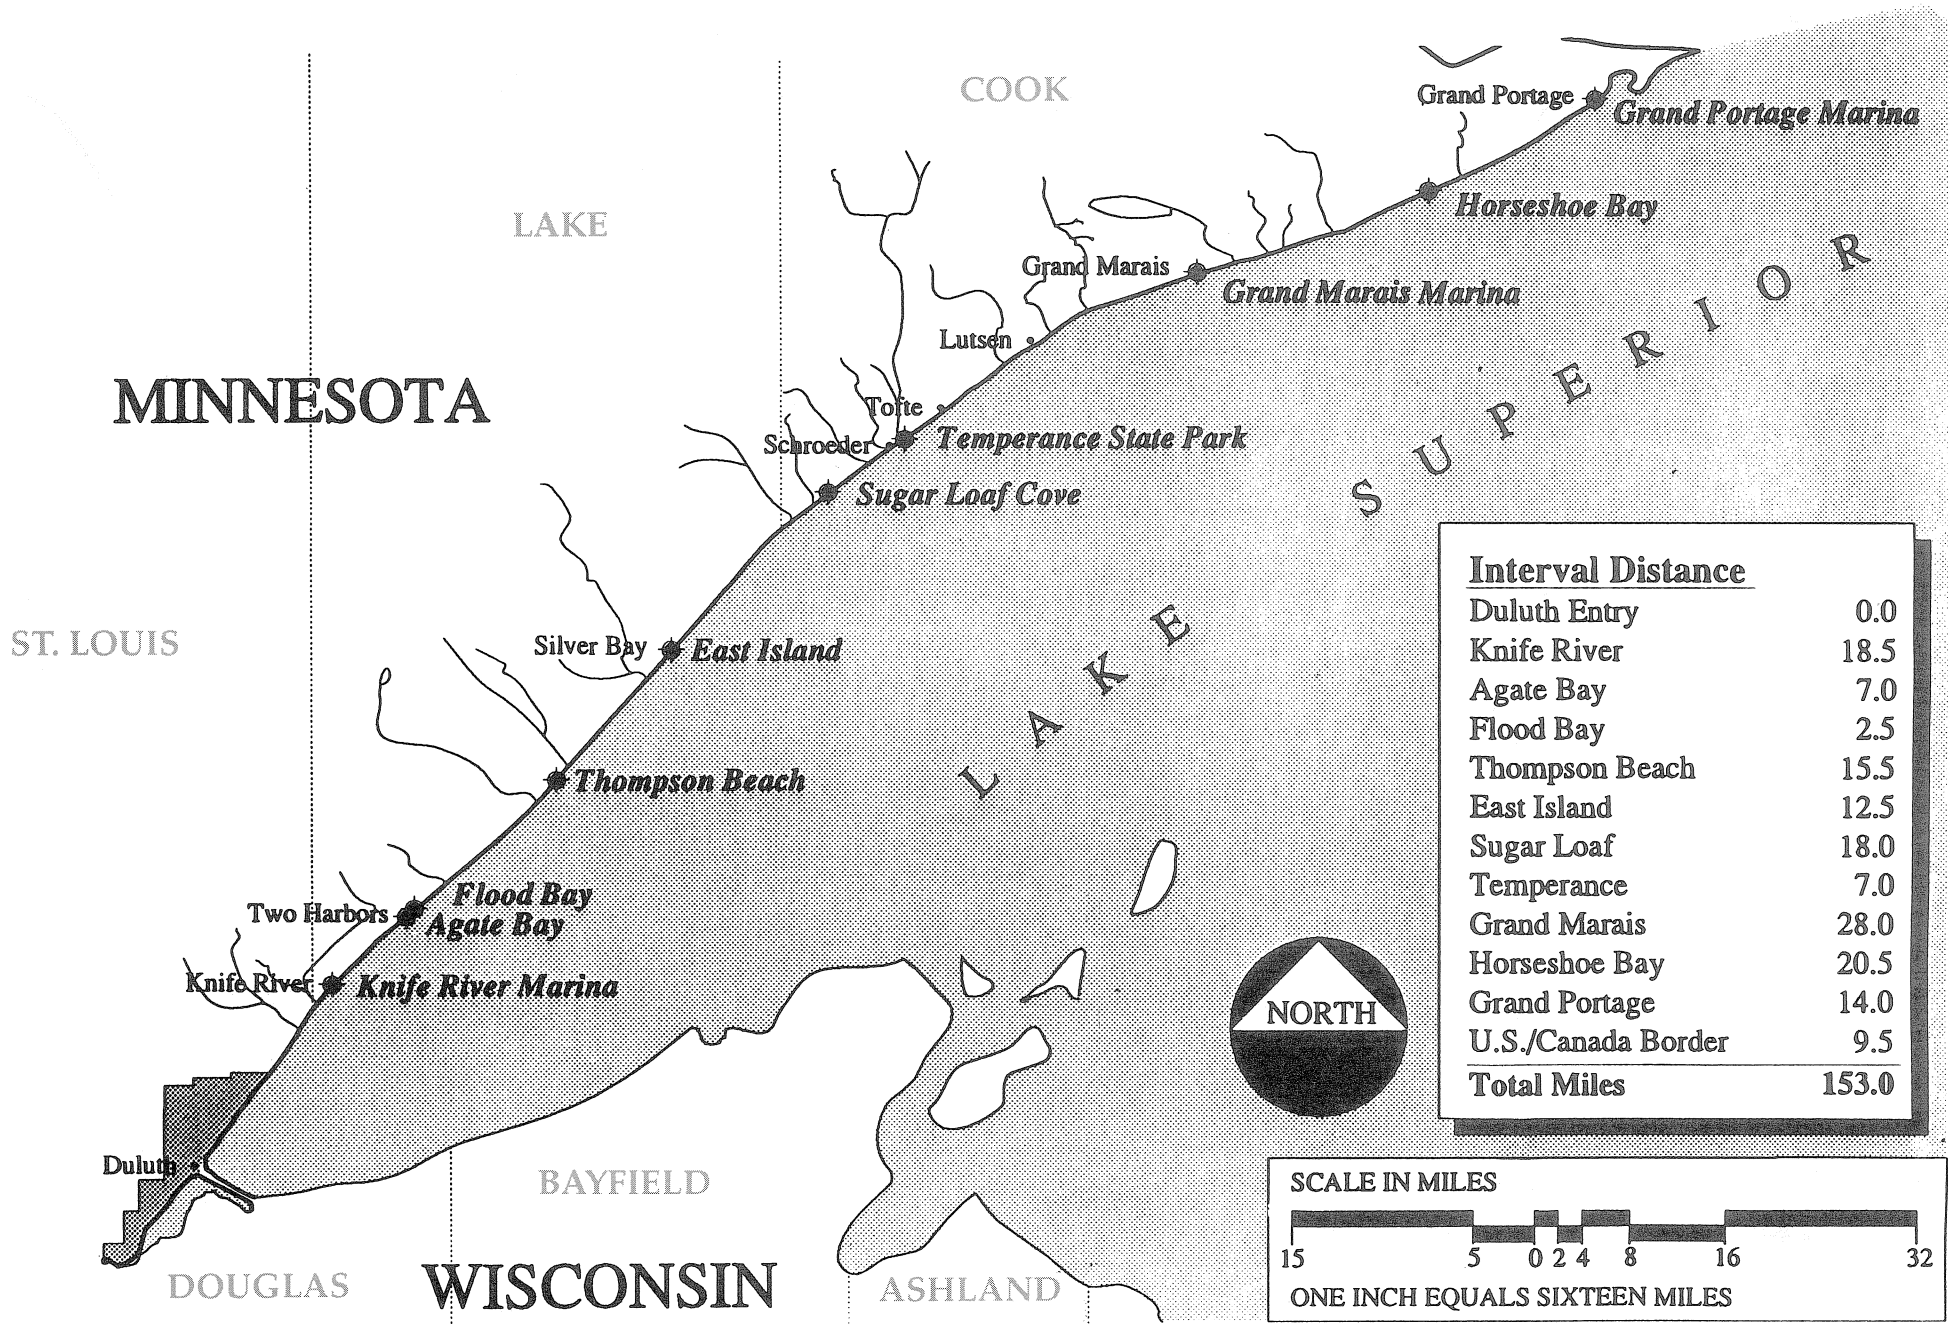 COOK
Grand Portage
Grand Portage Marina
Horseshoe Bay
LAKE
Grand Marais
Grand Marais Marina
Lutsen
MINNESOTA
Tofte
Schroeder
Temperance State Park
Sugar Loaf Cove
LAKE SUPERIOR
ST. LOUIS
Silver Bay
East Island
Thompson Beach
Flood Bay
Two Harbors
Agate Bay
Knife River
Knife River Marina
Duluth
BAYFIELD
DOUGLAS
WISCONSIN
ASHLAND
NORTH
Interval Distance
Duluth Entry 0.0
Knife River 18.5
Agate Bay 7.0
Flood Bay 2.5
Thompson Beach 15.5
East Island 12.5
Sugar Loaf 18.0
Temperance 7.0
Grand Marais 28.0
Horseshoe Bay 20.5
Grand Portage 14.0
U.S./Canada Border 9.5
Total Miles 153.0
SCALE IN MILES
15 5 0 2 4 8 16 32
ONE INCH EQUALS SIXTEEN MILES